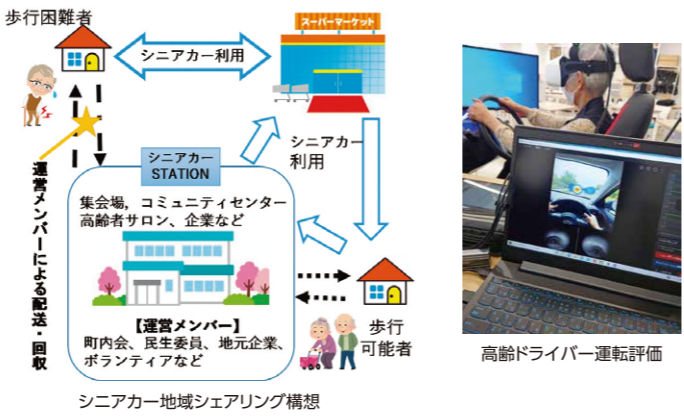 歩行困難者
スーパーマーケット
シニアカー利用
シニアカー
利用
シニアカー
STATION
集会場，コミュニティセンター
高齢者サロン、企業など
運営メンバーによる配送・回収
【運営メンバー】
町内会、民生委員、地元企業、
ボランティアなど
歩行
可能者
シニアカー地域シェアリング構想
高齢ドライバー運転評価